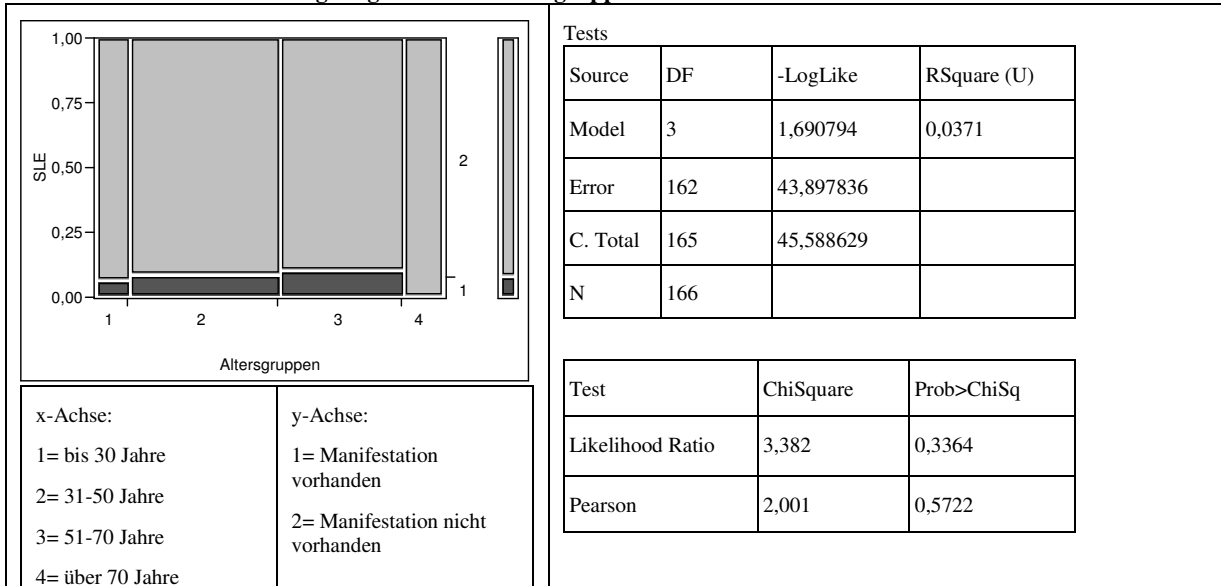 1,00
0,75
0,50
0,25
0,00
SLE
2
1
1 2 3 4
Altersgruppen
x-Achse:
1= bis 30 Jahre
2= 31-50 Jahre
3= 51-70 Jahre
4= über 70 Jahre
y-Achse:
1= Manifestation
vorhanden
2= Manifestation nicht
vorhanden
Tests
Source DF -LogLike RSquare (U)
Model 3 1,690794 0,0371
Error 162 43,897836
C. Total 165 45,588629
N 166
Test ChiSquare Prob>ChiSq
Likelihood Ratio 3,382 0,3364
Pearson 2,001 0,5722